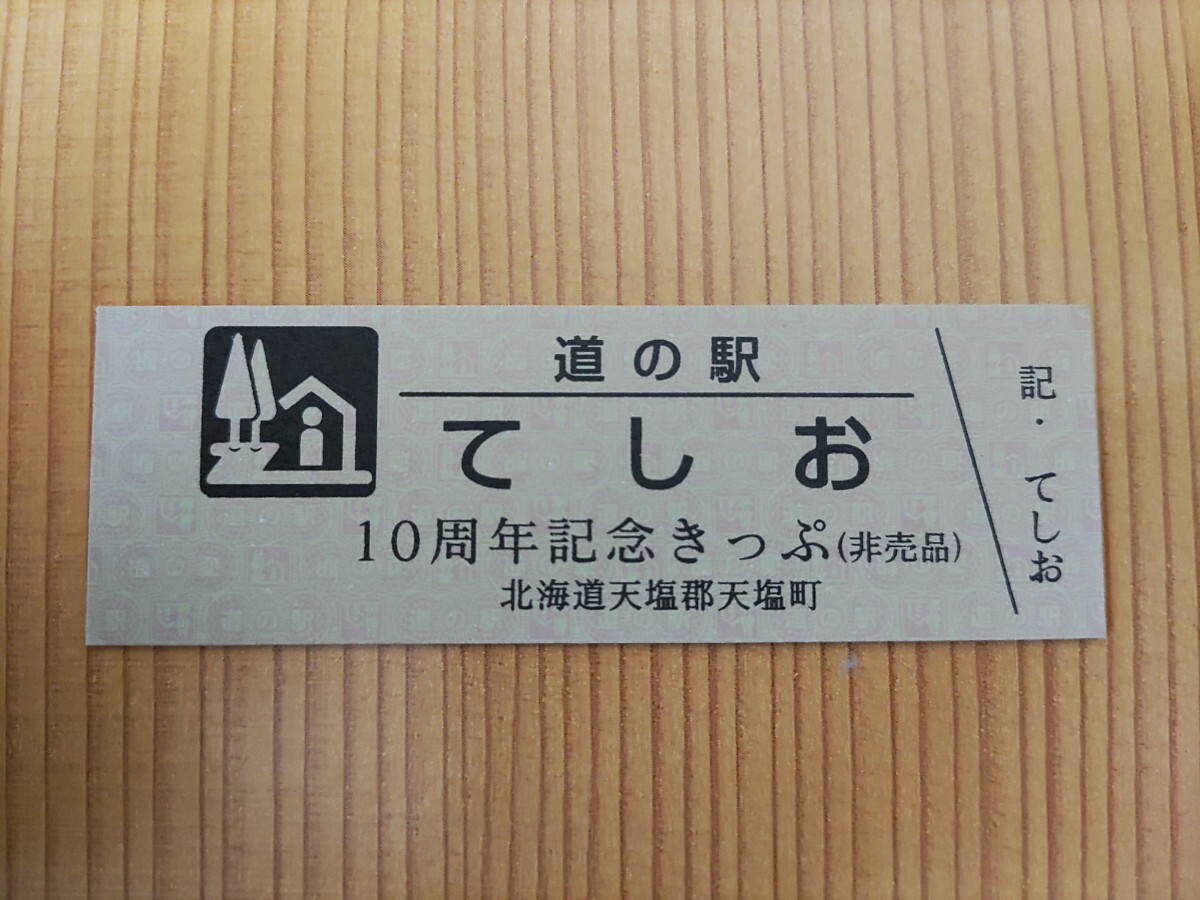 道の駅
てしお
10周年記念きっぷ(非売品)
北海道天塩郡天塩町
記・てしお